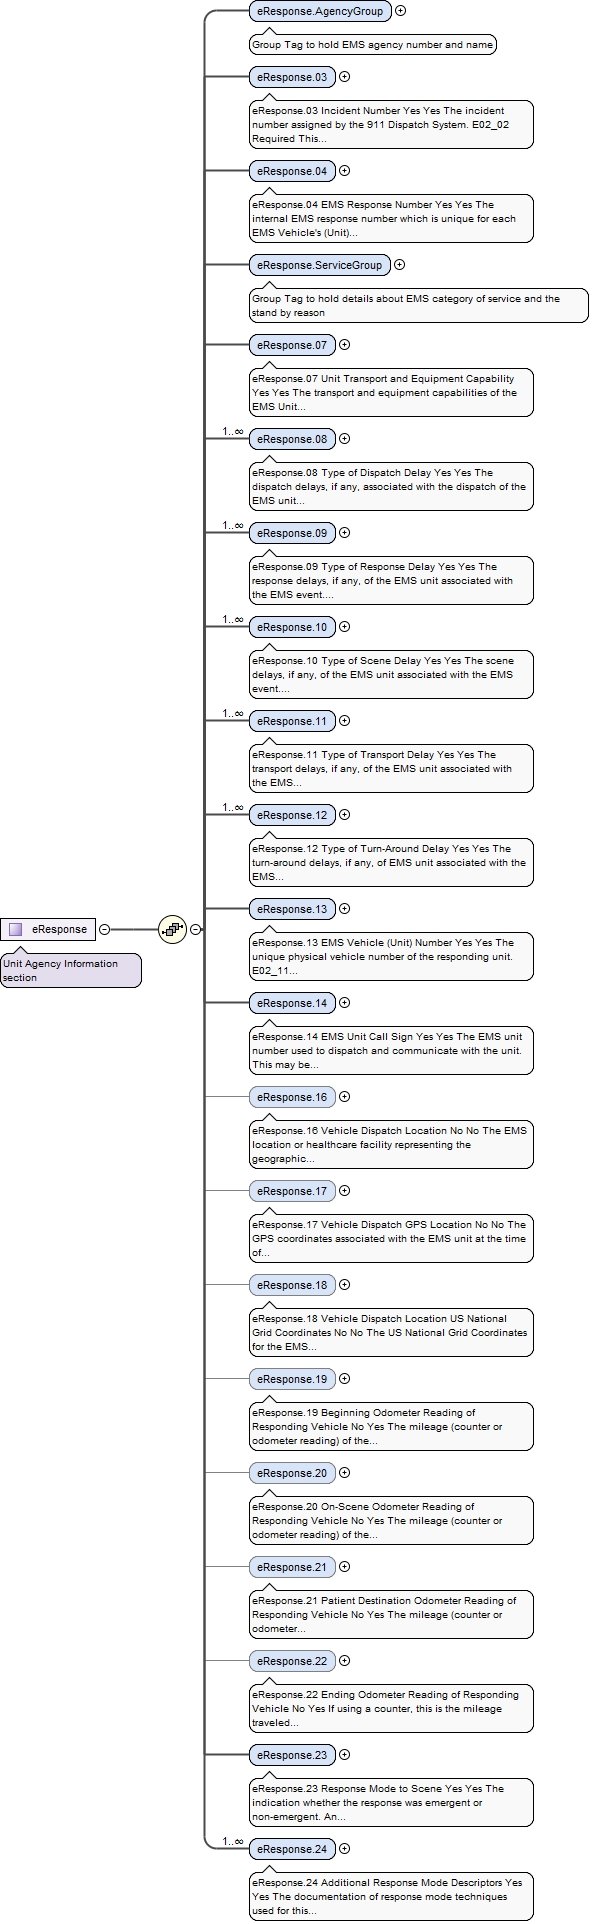 eResponse.AgencyGroup
Group Tag to hold EMS agency number and name
eResponse.03
eResponse.03 Incident Number Yes Yes The incident
number assigned by the 911 Dispatch System. E02_02
Required This...
eResponse.04
eResponse.04 EMS Response Number Yes Yes The
internal EMS response number which is unique for each
EMS Vehicle's (Unit)...
eResponse.ServiceGroup
Group Tag to hold details about EMS category of service and the
stand by reason
eResponse.07
eResponse.07 Unit Transport and Equipment Capability
Yes Yes The transport and equipment capabilities of the
EMS Unit...
1..∞
eResponse.08
eResponse.08 Type of Dispatch Delay Yes Yes The
dispatch delays, if any, associated with the dispatch of the
EMS unit...
1..∞
eResponse.09
eResponse.09 Type of Response Delay Yes Yes The
response delays, if any, of the EMS unit associated with
the EMS event....
1..∞
eResponse.10
eResponse.10 Type of Scene Delay Yes Yes The scene
delays, if any, of the EMS unit associated with the EMS
event....
1..∞
eResponse.11
eResponse.11 Type of Transport Delay Yes Yes The
transport delays, if any, of the EMS unit associated with
the EMS...
1..∞
eResponse.12
eResponse.12 Type of Turn-Around Delay Yes Yes The
turn-around delays, if any, of EMS unit associated with the
EMS...
eResponse
Unit Agency Information
section
eResponse.13
eResponse.13 EMS Vehicle (Unit) Number Yes Yes The
unique physical vehicle number of the responding unit.
E02_11...
eResponse.14
eResponse.14 EMS Unit Call Sign Yes Yes The EMS unit
number used to dispatch and communicate with the unit.
This may be...
eResponse.16
eResponse.16 Vehicle Dispatch Location No No The EMS
location or healthcare facility representing the
geographic...
eResponse.17
eResponse.17 Vehicle Dispatch GPS Location No No The
GPS coordinates associated with the EMS unit at the time
of...
eResponse.18
eResponse.18 Vehicle Dispatch Location US National
Grid Coordinates No No The US National Grid Coordinates
for the EMS...
eResponse.19
eResponse.19 Beginning Odometer Reading of
Responding Vehicle No Yes The mileage (counter or
odometer reading) of the...
eResponse.20
eResponse.20 On-Scene Odometer Reading of
Responding Vehicle No Yes The mileage (counter or
odometer reading) of the...
eResponse.21
eResponse.21 Patient Destination Odometer Reading of
Responding Vehicle No Yes The mileage (counter or
odometer...
eResponse.22
eResponse.22 Ending Odometer Reading of Responding
Vehicle No Yes If using a counter, this is the mileage
traveled...
eResponse.23
eResponse.23 Response Mode to Scene Yes Yes The
indication whether the response was emergent or
non-emergent. An...
1..∞
eResponse.24
eResponse.24 Additional Response Mode Descriptors Yes
Yes The documentation of response mode techniques
used for this...